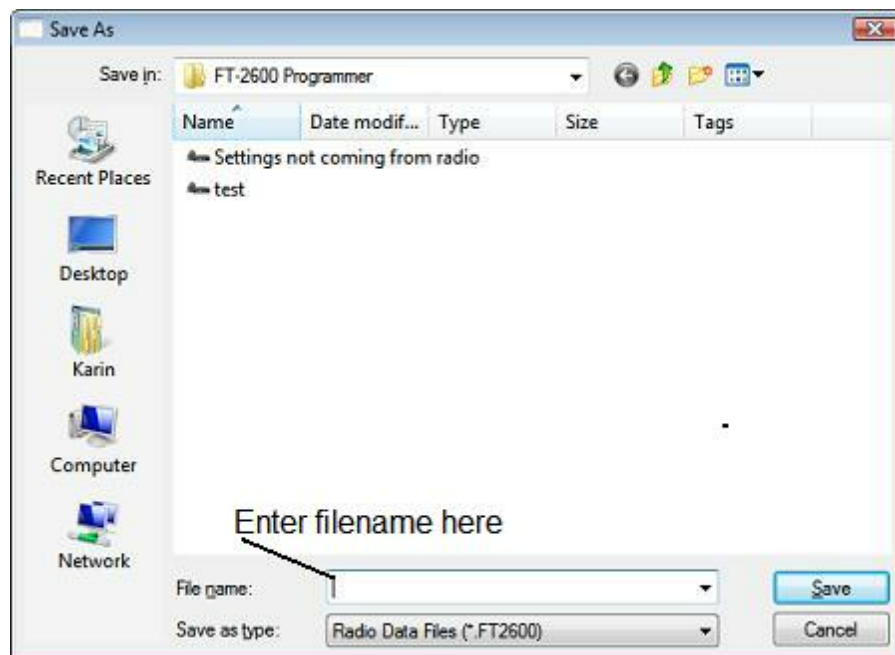 Save As
Save in:
FT-2600 Programmer
Name
Date modif...
Type
Size
Tags
Settings not coming from radio
test
Recent Places
Desktop
Karin
Computer
Network
Enter filename here
File name:
Save
Save as type:
Radio Data Files (*.FT2600)
Cancel